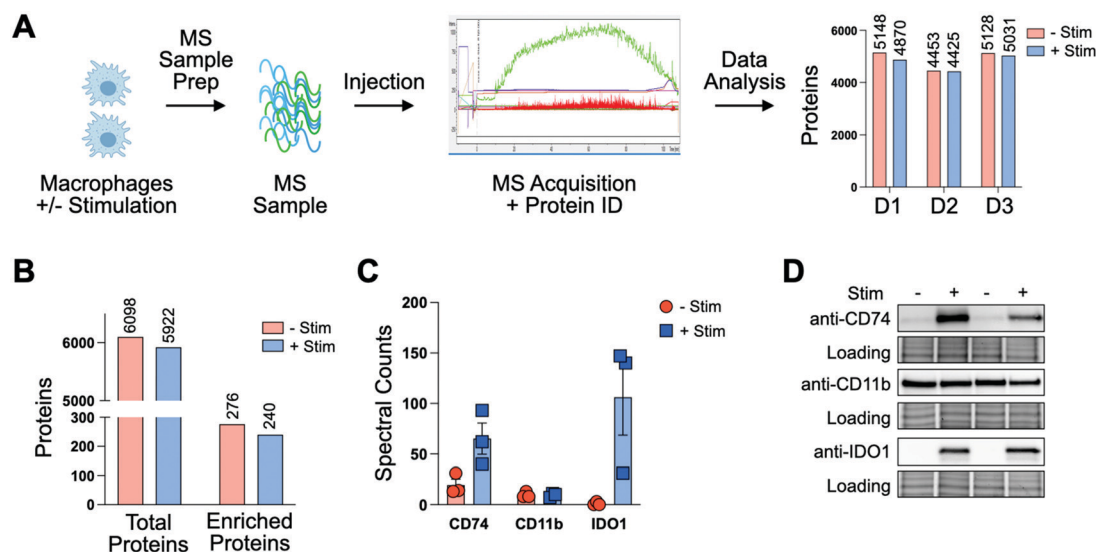 A
Macrophages
+/- Stimulation
MS
Sample
Prep
MS
Sample
Injection
MS Acquisition
+ Protein ID
Data
Analysis
Proteins
6000
4000
2000
0
5148
4870
4453
4425
5128
5031
D1 D2 D3
- Stim
+ Stim
B
Proteins
6000
5000
300
200
100
0
6098
5922
276
240
Total
Proteins
Enriched
Proteins
- Stim
+ Stim
C
Spectral Counts
200
150
100
50
0
CD74 CD11b IDO1
- Stim
+ Stim
D
Stim - + - +
anti-CD74
Loading
anti-CD11b
Loading
anti-IDO1
Loading